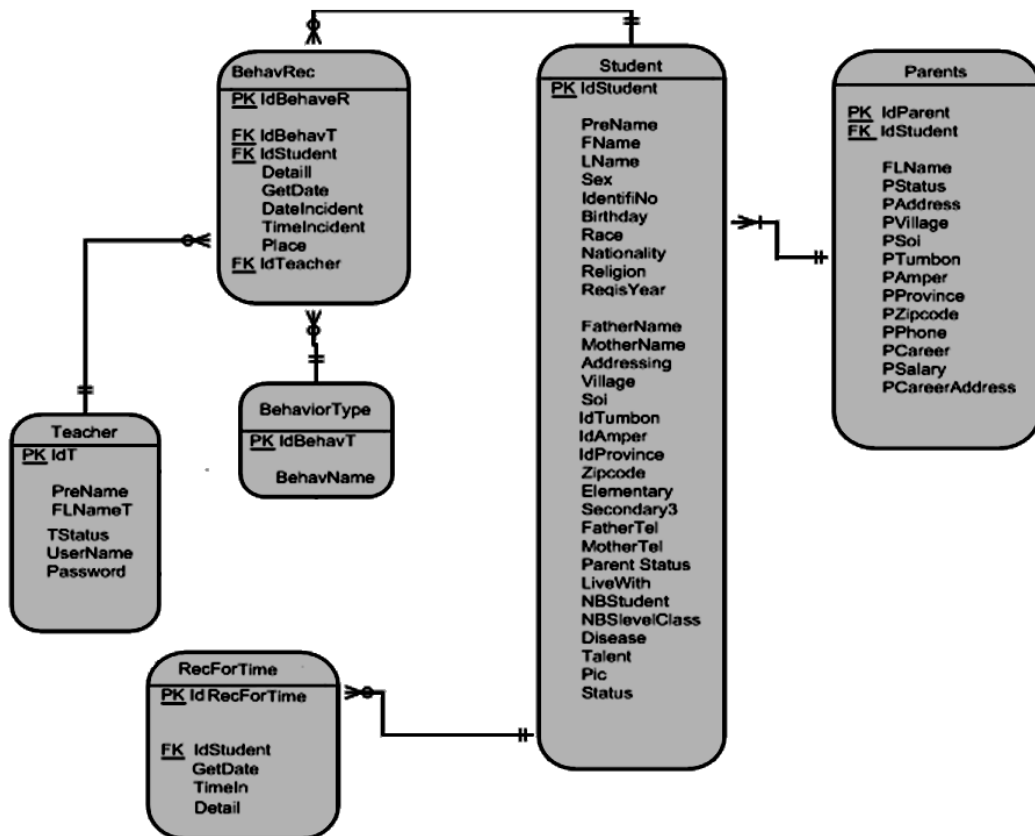 BehavRec
PK IdBehaveR
FK IdBehavT
FK IdStudent
Detaill
GetDate
DateIncident
TimeIncident
Place
FK IdTeacher
Student
PK IdStudent
PreName
FName
LName
Sex
IdentifiNo
Birthday
Race
Nationality
Religion
RegisYear
FatherName
MotherName
Addressing
Village
Soi
IdTumbon
IdAmper
IdProvince
Zipcode
Elementary
Secondary3
FatherTel
MotherTel
Parent Status
LiveWith
NBStudent
NBSlevelClass
Disease
Talent
Pic
Status
Parents
PK IdParent
FK IdStudent
FLName
PStatus
PAddress
PVillage
PSoi
PTumbon
PAmper
PProvince
PZipcode
PPhone
PCareer
PSalary
PCareerAddress
Teacher
PK IdT
PreName
FLNameT
TStatus
UserName
Password
BehaviorType
PK IdBehavT
BehavName
RecForTime
PK Id RecForTime
FK IdStudent
GetDate
TimeIn
Detail